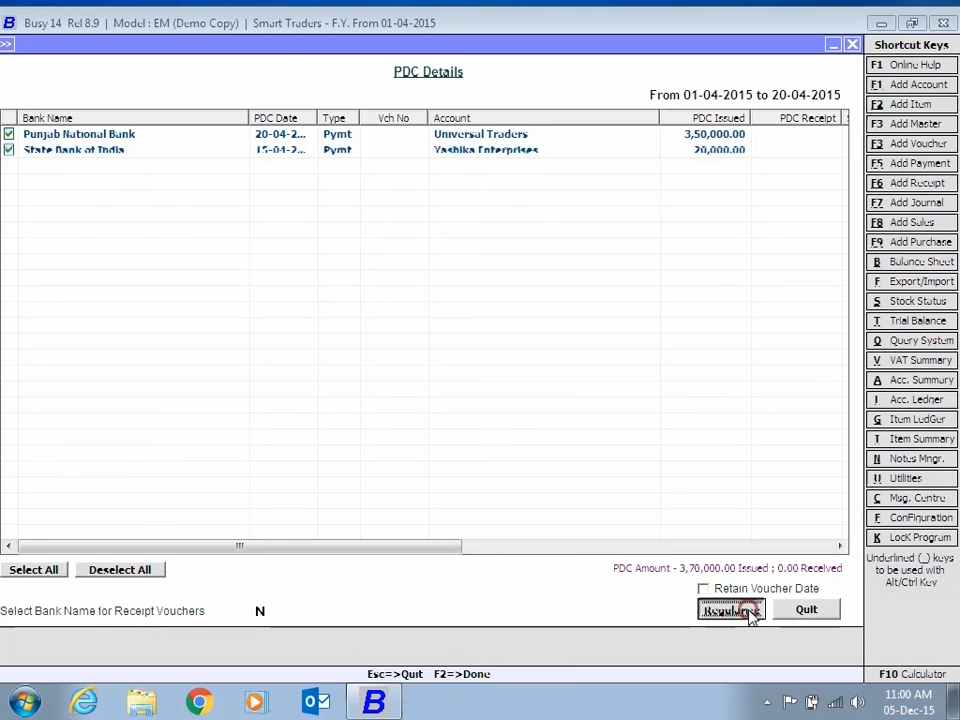 Busy 14 Rel 8.9 | Model : EM (Demo Copy) | Smart Traders - F.Y. From 01-04-2015
>>
Shortcut Keys
PDC Details
From 01-04-2015 to 20-04-2015
Bank Name PDC Date Type Vch No Account PDC Issued PDC Receipt
Punjab National Bank 20-04-2... Pymt Universal Traders 3,50,000.00
State Bank of India 15-04-2... Pymt Yashika Enterprises 20,000.00
F1 Online Help
F1 Add Account
F2 Add Item
F3 Add Master
F3 Add Voucher
F5 Add Payment
F6 Add Receipt
F7 Add Journal
F8 Add Sales
F9 Add Purchase
B Balance Sheet
F Export/Import
S Stock Status
T Trial Balance
Q Query System
V VAT Summary
A Acc. Summary
I Acc. Ledger
G Item LedGer
T Item Summary
N Notes Mngr.
U Utilities
C Msg. Centre
F ConFiguration
K LocK Program
Underlined (_) keys
to be used with
Alt/Ctrl Key
Select All Deselect All
PDC Amount - 3,70,000.00 Issued ; 0.00 Received
Retain Voucher Date
Select Bank Name for Receipt Vouchers N
Quit
Esc=>Quit F2=>Done
F10 Calculator
11:00 AM
05-Dec-15